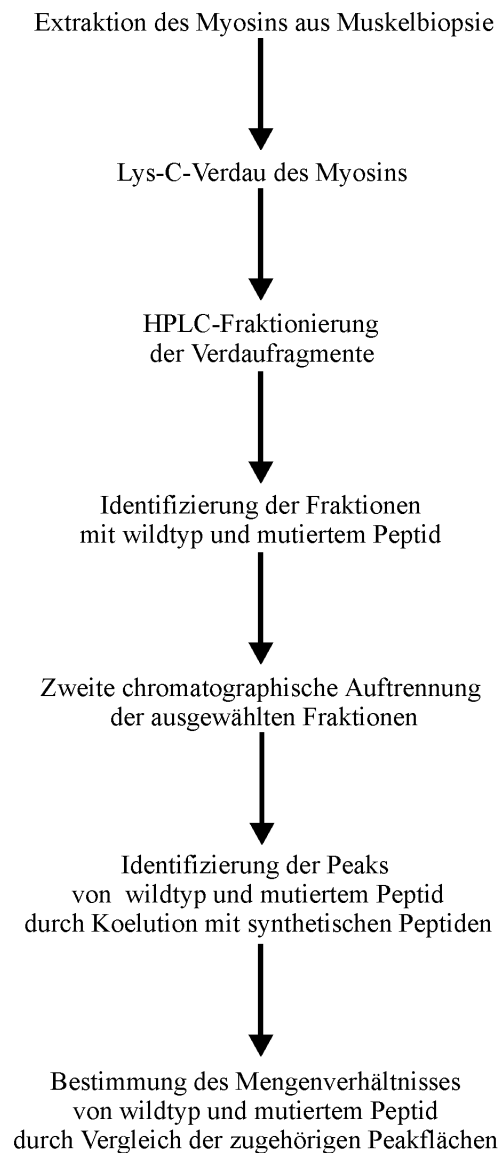 Extraktion des Myosins aus Muskelbiopsie
Lys-C-Verdau des Myosins
HPLC-Fraktionierung
der Verdaufragmente
Identifizierung der Fraktionen
mit wildtyp und mutiertem Peptid
Zweite chromatographische Auftrennung
der ausgewählten Fraktionen
Identifizierung der Peaks
von wildtyp und mutiertem Peptid
durch Koelution mit synthetischen Peptiden
Bestimmung des Mengenverhältnisses
von wildtyp und mutiertem Peptid
durch Vergleich der zugehörigen Peakflächen